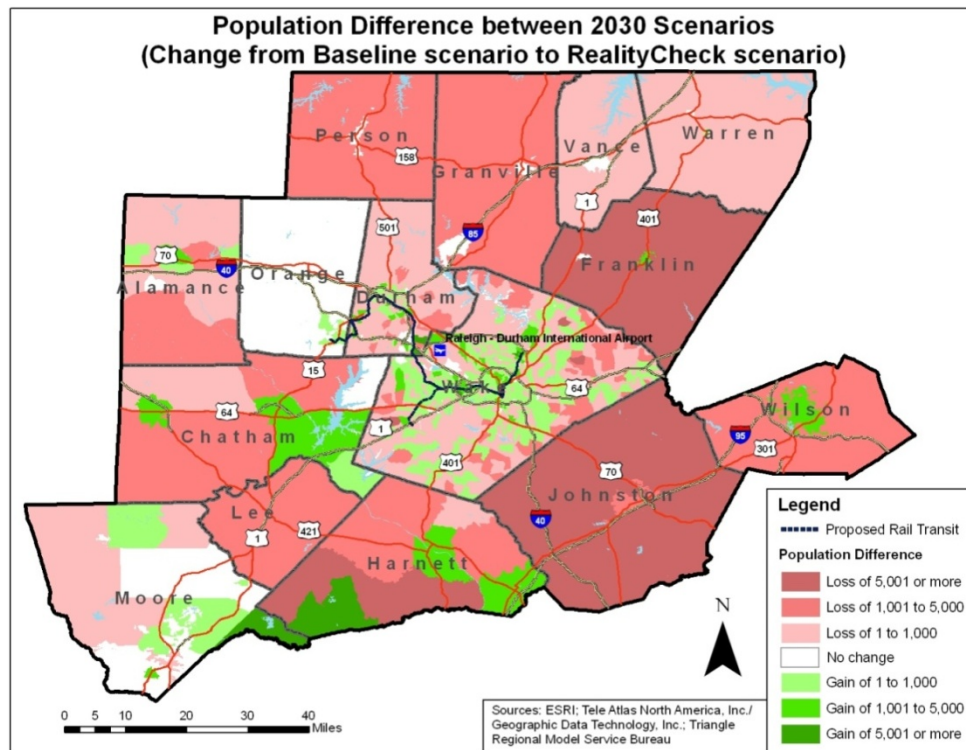 Population Difference between 2030 Scenarios
(Change from Baseline scenario to RealityCheck scenario)
Person
158
Granville
Vance
Warren
1
401
501
85
Franklin
70
40
Orange
Alamance
Durham
Raleigh - Durham International Airport
15
Wake
64
64
Chatham
1
401
Wilson
95
301
70
Johnston
40
Lee
421
1
Harnett
Moore
N
0 5 10 20 30 40
Miles
Sources: ESRI; Tele Atlas North America, Inc./
Geographic Data Technology, Inc.; Triangle
Regional Model Service Bureau
Legend
Proposed Rail Transit
Population Difference
Loss of 5,001 or more
Loss of 1,001 to 5,000
Loss of 1 to 1,000
No change
Gain of 1 to 1,000
Gain of 1,001 to 5,000
Gain of 5,001 or more